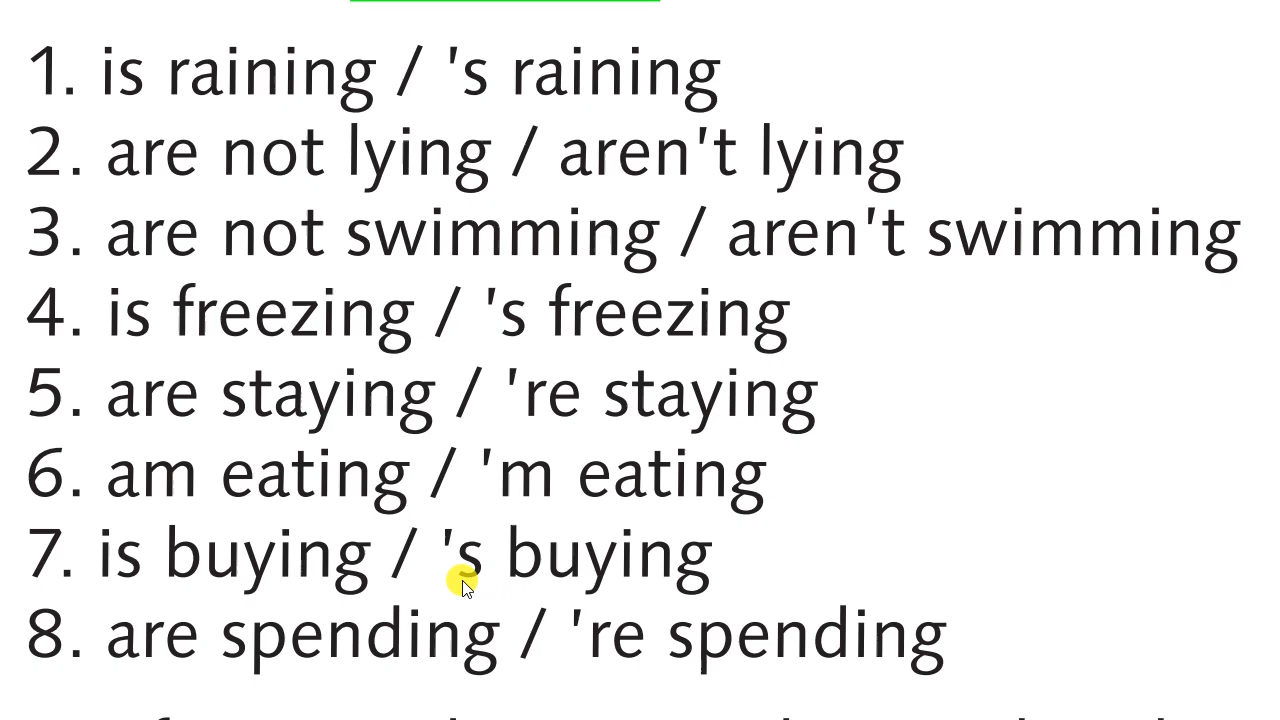 1. is raining / 's raining
2. are not lying / aren't lying
3. are not swimming / aren't swimming
4. is freezing / 's freezing
5. are staying / 're staying
6. am eating / 'm eating
7. is buying / 's buying
8. are spending / 're spending